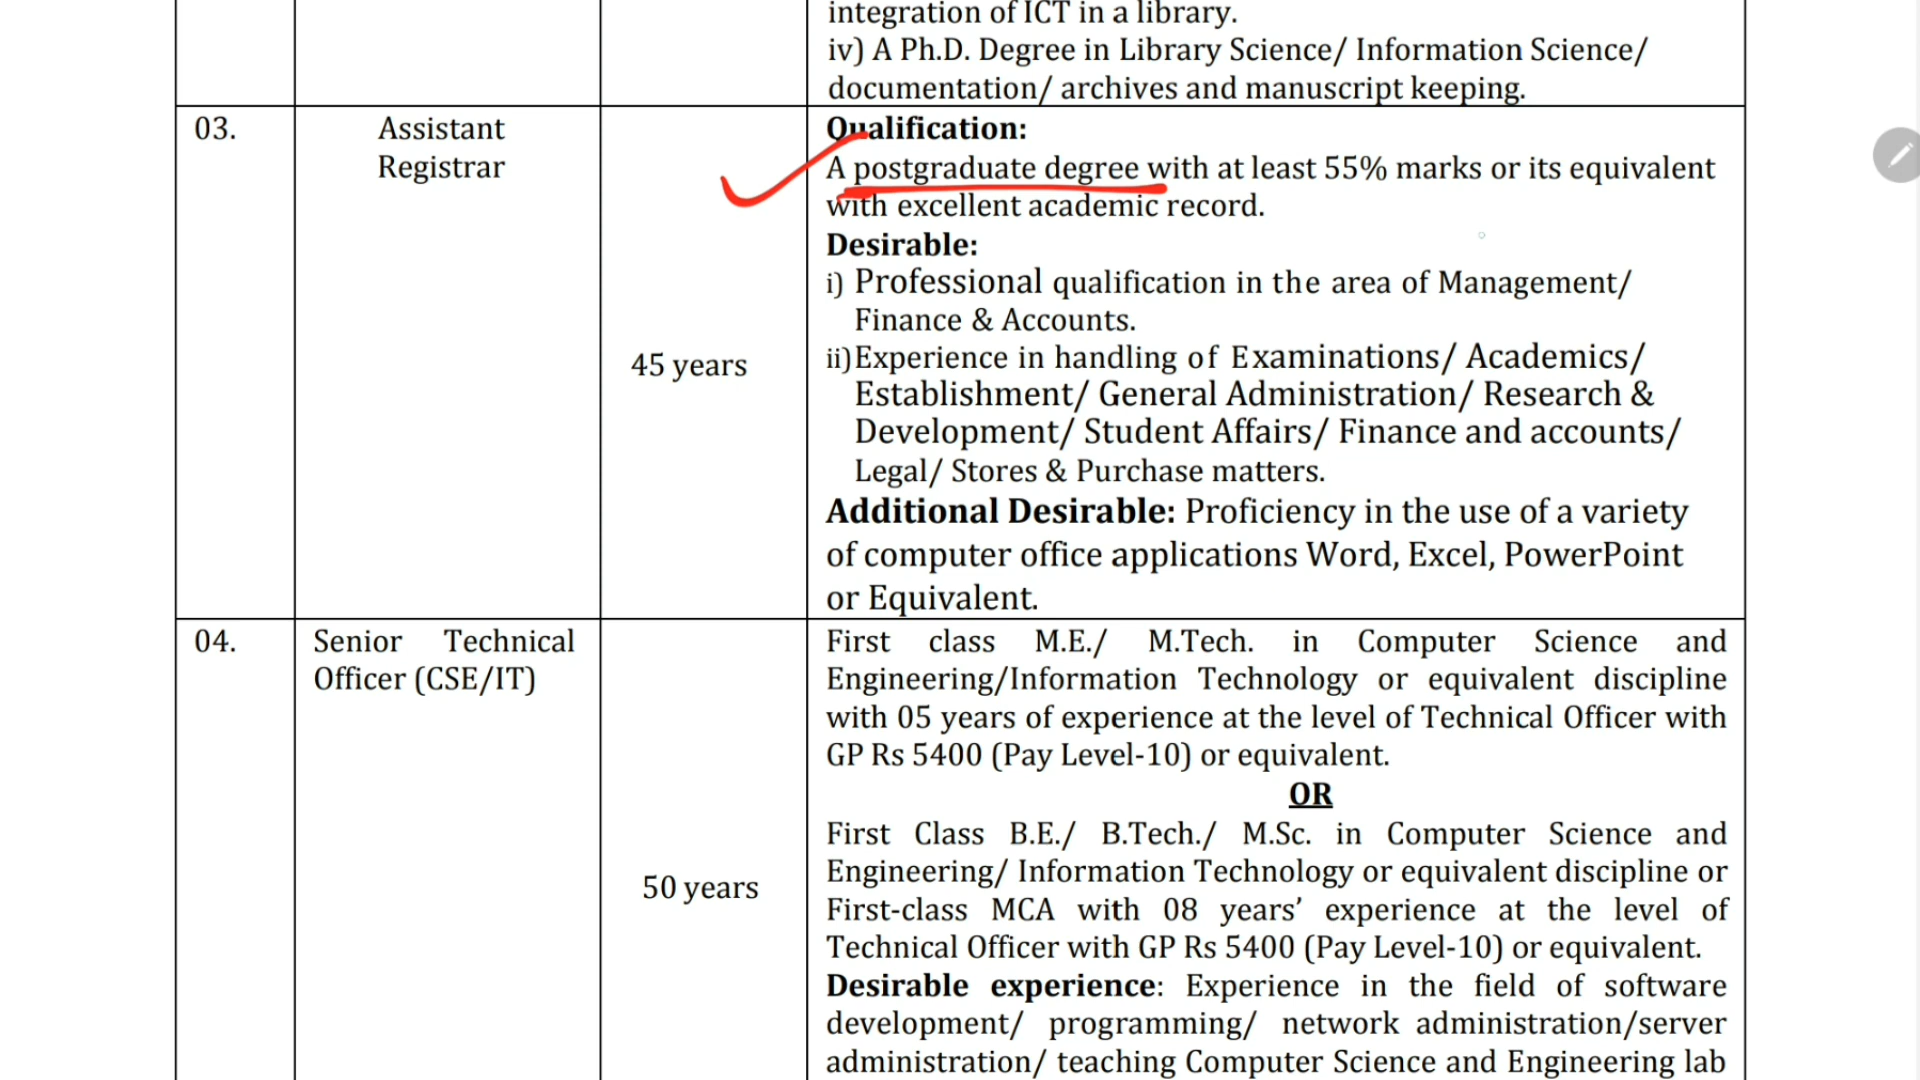 integration of ICT in a library.
iv) A Ph.D. Degree in Library Science/ Information Science/
documentation/ archives and manuscript keeping.
03.
Assistant
Registrar
45 years
Qualification:
A postgraduate degree with at least 55% marks or its equivalent
with excellent academic record.
Desirable:
i) Professional qualification in the area of Management/
Finance & Accounts.
ii)Experience in handling of Examinations/ Academics/
Establishment/ General Administration/ Research &
Development/ Student Affairs/ Finance and accounts/
Legal/ Stores & Purchase matters.
Additional Desirable: Proficiency in the use of a variety
of computer office applications Word, Excel, PowerPoint
or Equivalent.
04.
Senior Technical
Officer (CSE/IT)
50 years
First class M.E./ M.Tech. in Computer Science and
Engineering/Information Technology or equivalent discipline
with 05 years of experience at the level of Technical Officer with
GP Rs 5400 (Pay Level-10) or equivalent.
OR
First Class B.E./ B.Tech./ M.Sc. in Computer Science and
Engineering/ Information Technology or equivalent discipline or
First-class MCA with 08 years’ experience at the level of
Technical Officer with GP Rs 5400 (Pay Level-10) or equivalent.
Desirable experience: Experience in the field of software
development/ programming/ network administration/server
administration/ teaching Computer Science and Engineering lab